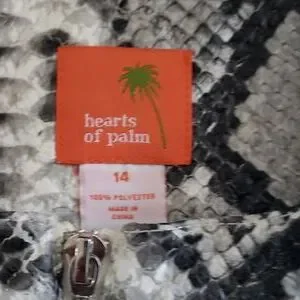 hearts
of palm
14
100% POLYESTER
MADE IN
CHINA